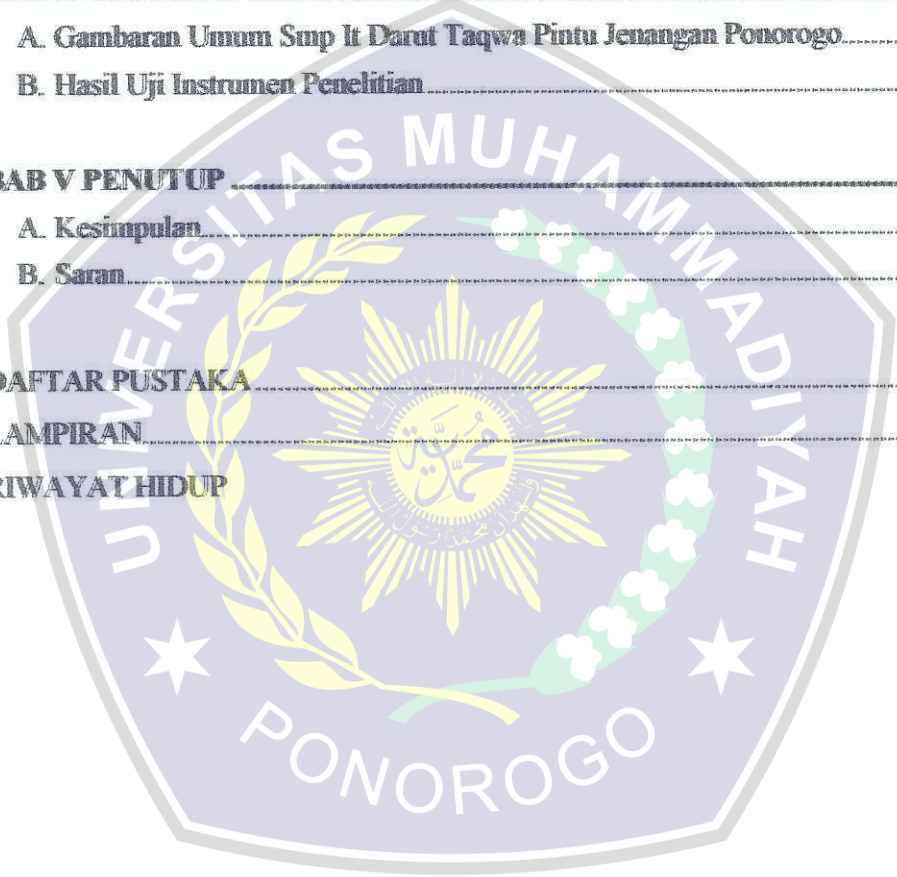 A. Gambaran Umum Smp It Darut Taqwa Pintu Jenangan Ponorogo
B. Hasil Uji Instrumen Penelitian
BAB V PENUTUP
A. Kesimpulan
B. Saran
DAFTAR PUSTAKA
LAMPIRAN
RIWAYAT HIDUP
UNIVERSITAS MUHAMMADIYAH
PONOROGO
محمدية